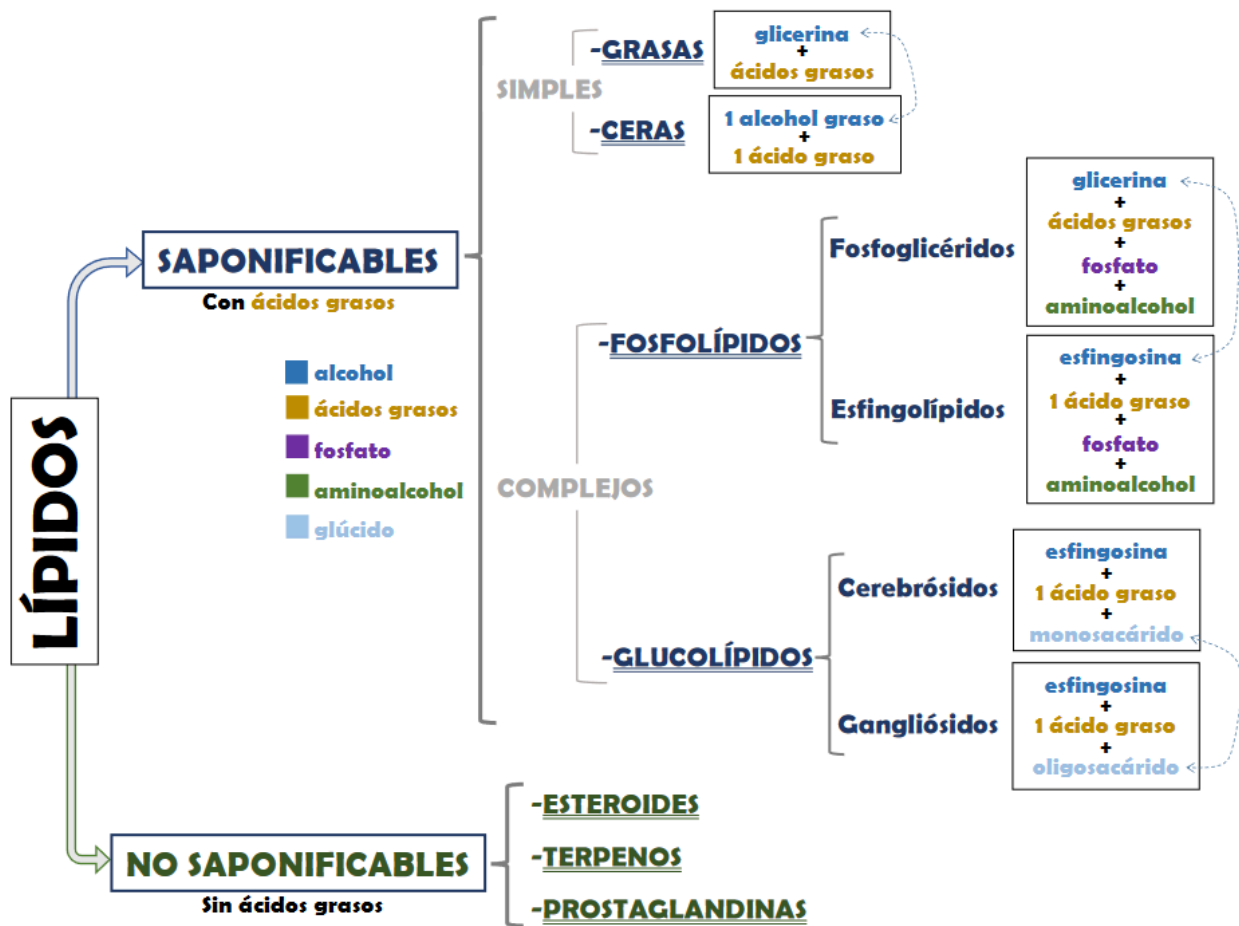 LÍPIDOS
SAPONIFICABLES
Con ácidos grasos
alcohol
ácidos grasos
fosfato
aminoalcohol
glúcido
SIMPLES
-GRASAS
glicerina
+
ácidos grasos
-CERAS
1 alcohol graso
+
1 ácido graso
COMPLEJOS
-FOSFOLÍPIDOS
Fosfoglicéridos
glicerina
+
ácidos grasos
+
fosfato
+
aminoalcohol
Esfingolípidos
esfingosina
+
1 ácido graso
+
fosfato
+
aminoalcohol
-GLUCOLÍPIDOS
Cerebrósidos
esfingosina
+
1 ácido graso
+
monosacárido
Gangliósidos
esfingosina
+
1 ácido graso
+
oligosacárido
NO SAPONIFICABLES
Sin ácidos grasos
-ESTEROIDES
-TERPENOS
-PROSTAGLANDINAS